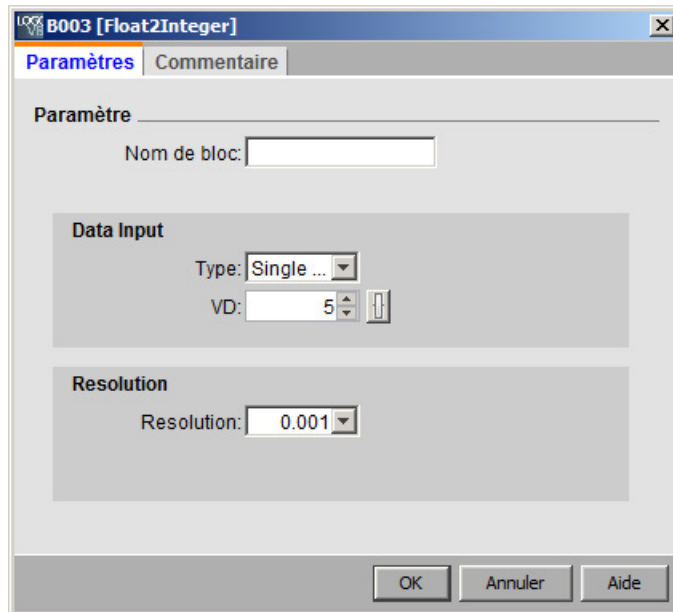 B003 [Float2Integer]
Paramètres Commentaire
Paramètre
Nom de bloc:
Data Input
Type: Single ...
VD: 5
Resolution
Resolution: 0.001
OK Annuler Aide